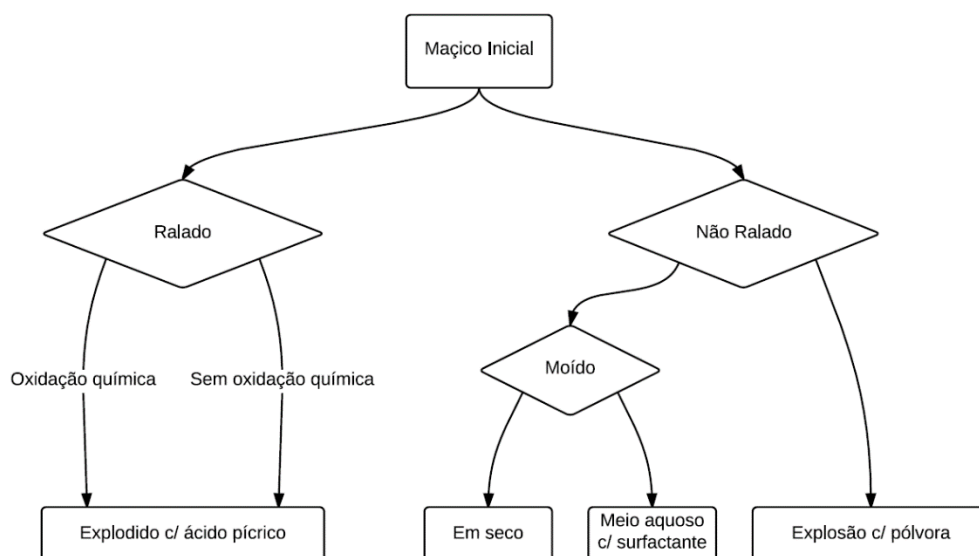 Maçico Inicial
Ralado
Não Ralado
Moído
Oxidação química
Sem oxidação química
Explodido c/ ácido pícrico
Em seco
Meio aquoso
c/ surfactante
Explosão c/ pólvora